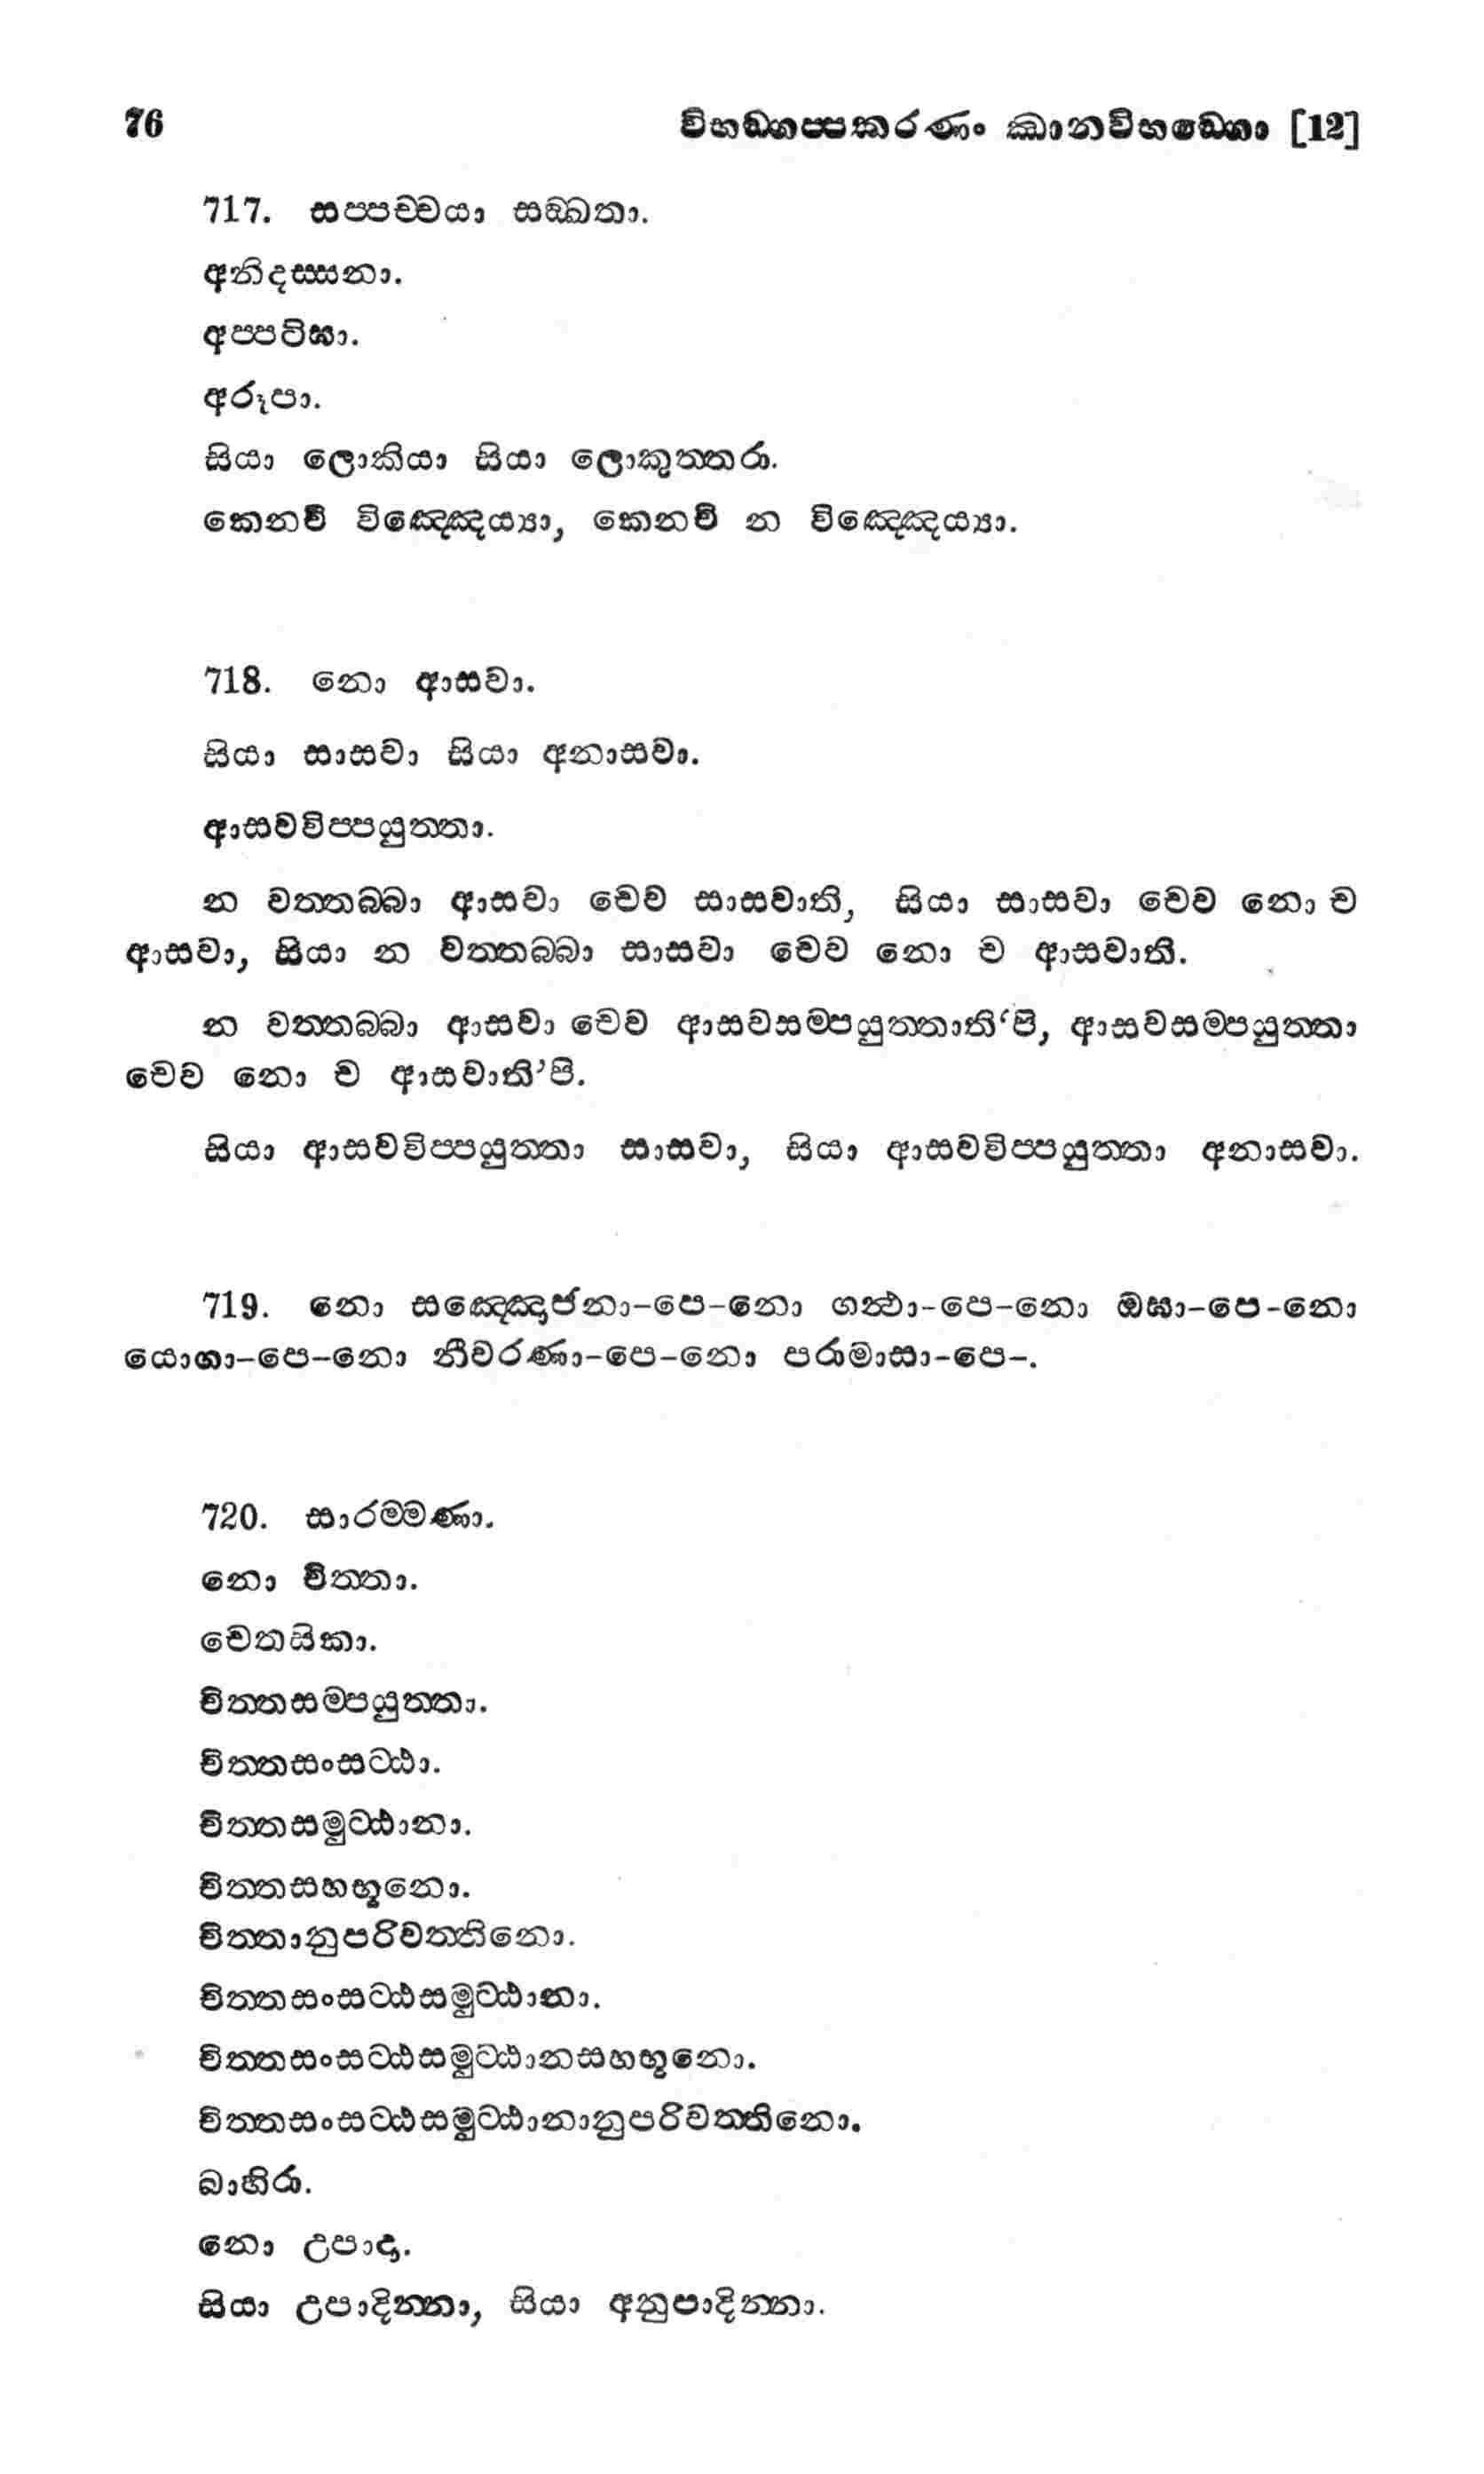 76 විභඞ්ගප්පකරණං ඣානවිභඞ්ගො [12]
717. සප්පච්චයා සඞ්ඛතා.
අනිදස්සනා.
අප්පටිඝා.
අරූපා.
සියා ලොකියා සියා ලොකුත්තරා.
කෙනචි විඤ්ඤෙය්‍යා, කෙනචි න විඤ්ඤෙය්‍යා.
718. නො ආසවා.
සියා සාසවා සියා අනාසවා.
ආසවවිප්පයුත්තා.
න වත්තබ්බා ආසවා චෙව සාසවාති, සියා සාසවා චෙව නො ච
ආසවා, සියා න වත්තබ්බා සාසවා චෙව නො ච ආසවාති.
න වත්තබ්බා ආසවා චෙව ආසවසම්පයුත්තාති‘පි, ආසවසම්පයුත්තා
චෙව නො ච ආසවාති’පි.
සියා ආසවවිප්පයුත්තා සාසවා, සියා ආසවවිප්පයුත්තා අනාසවා.
719. නො සඤ්ඤොජනා-පෙ-නො ගන්ථා-පෙ-නො ඔඝා-පෙ-නො
යොගා-පෙ-නො නීවරණා-පෙ-නො පරාමාසා-පෙ-.
720. සාරම්මණා.
නො චිත්තා.
චෙතසිකා.
චිත්තසම්පයුත්තා.
චිත්තසංසට්ඨා.
චිත්තසමුට්ඨානා.
චිත්තසහභූනො.
චිත්තානුපරිවත්තිනො.
චිත්තසංසට්ඨසමුට්ඨානා.
චිත්තසංසට්ඨසමුට්ඨානසහභූනො.
චිත්තසංසට්ඨසමුට්ඨානානුපරිවත්තිනො.
බාහිරා.
නො උපාදා.
සියා උපාදින්නා, සියා අනුපාදින්නා.